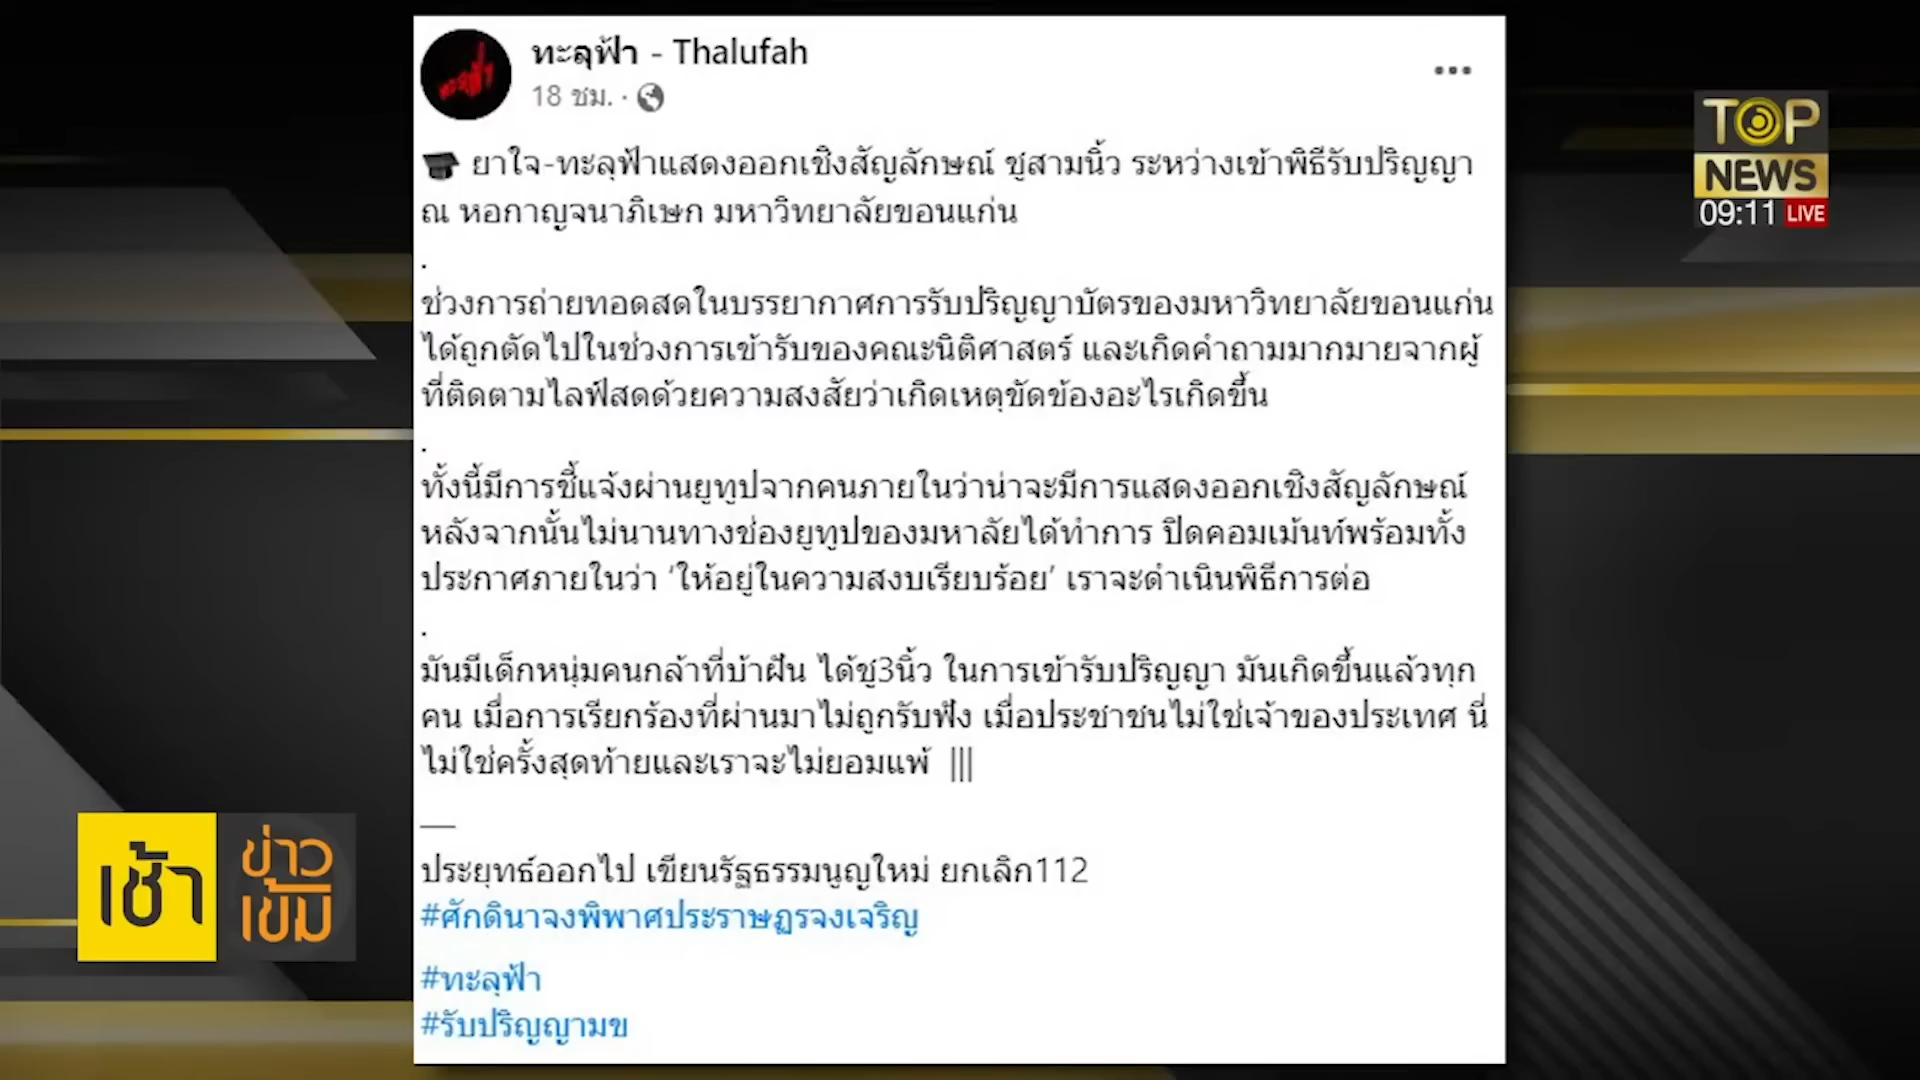 ทะลุฟ้า - Thalufah
18 ชม. ·
ยาใจ-ทะลุฟ้าแสดงออกเชิงสัญลักษณ์ ชูสามนิ้ว ระหว่างเข้าพิธีรับปริญญา
ณ หอกาญจนาภิเษก มหาวิทยาลัยขอนแก่น
.
ช่วงการถ่ายทอดสดในบรรยากาศการรับปริญญาบัตรของมหาวิทยาลัยขอนแก่น
ได้ถูกตัดไปในช่วงการเข้ารับของคณะนิติศาสตร์ และเกิดคำถามมากมายจากผู้
ที่ติดตามไลฟ์สดด้วยความสงสัยว่าเกิดเหตุขัดข้องอะไรเกิดขึ้น
.
ทั้งนี้มีการชี้แจ้งผ่านยูทูปจากคนภายในว่าน่าจะมีการแสดงออกเชิงสัญลักษณ์
หลังจากนั้นไม่นานทางช่องยูทูปของมหาลัยได้ทำการ ปิดคอมเม้นท์พร้อมทั้ง
ประกาศภายในว่า ‘ให้อยู่ในความสงบเรียบร้อย’ เราจะดำเนินพิธีการต่อ
.
มันมีเด็กหนุ่มคนกล้าที่บ้าฝัน ได้ชู3นิ้ว ในการเข้ารับปริญญา มันเกิดขึ้นแล้วทุก
คน เมื่อการเรียกร้องที่ผ่านมาไม่ถูกรับฟัง เมื่อประชาชนไม่ใช่เจ้าของประเทศ นี่
ไม่ใช่ครั้งสุดท้ายและเราจะไม่ยอมแพ้ |||
—
ประยุทธ์ออกไป เขียนรัฐธรรมนูญใหม่ ยกเลิก112
#ศักดินาจงพิพาศประราษฏรจงเจริญ
#ทะลุฟ้า
#รับปริญญามข
TOP
NEWS
09:11 LIVE
เช้า
ข่าว
เข้ม
ทะลุฟ้า